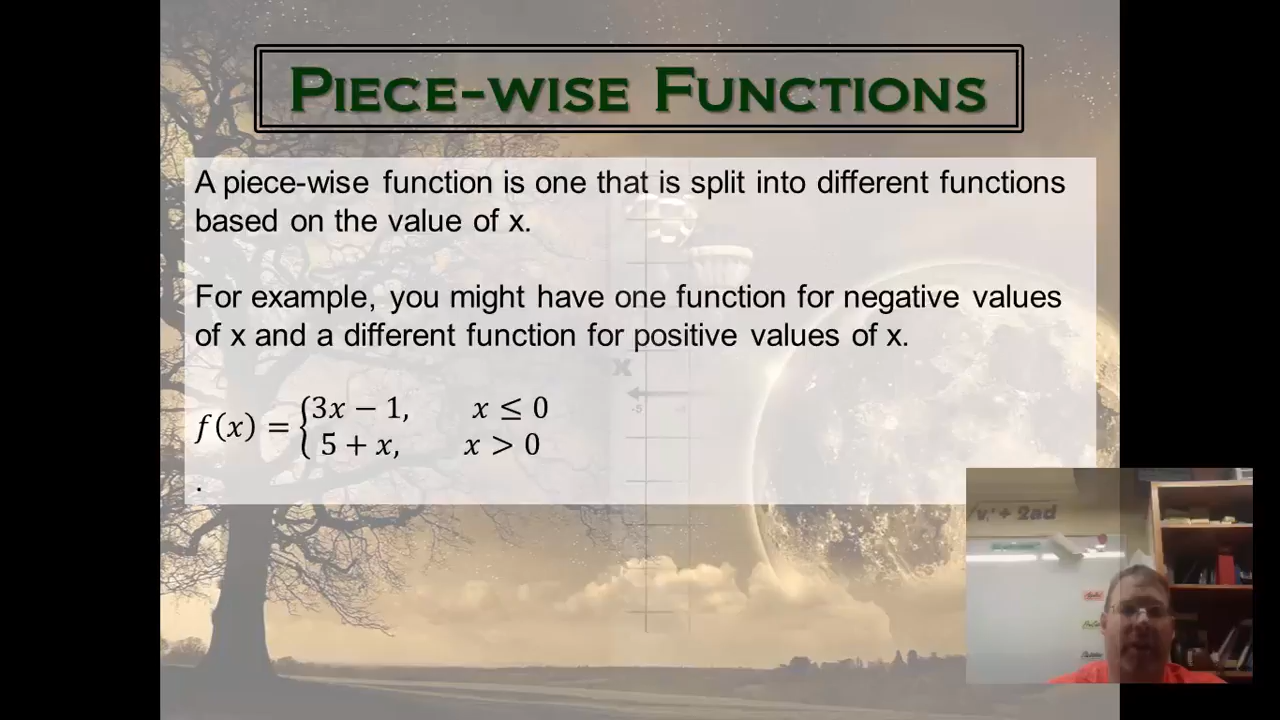 PIECE-WISE FUNCTIONS
A piece-wise function is one that is split into different functions
based on the value of x.
For example, you might have one function for negative values
of x and a different function for positive values of x.
f(x) = {3x − 1, x ≤ 0
5 + x, x > 0
.
x
-5
+ 2ad